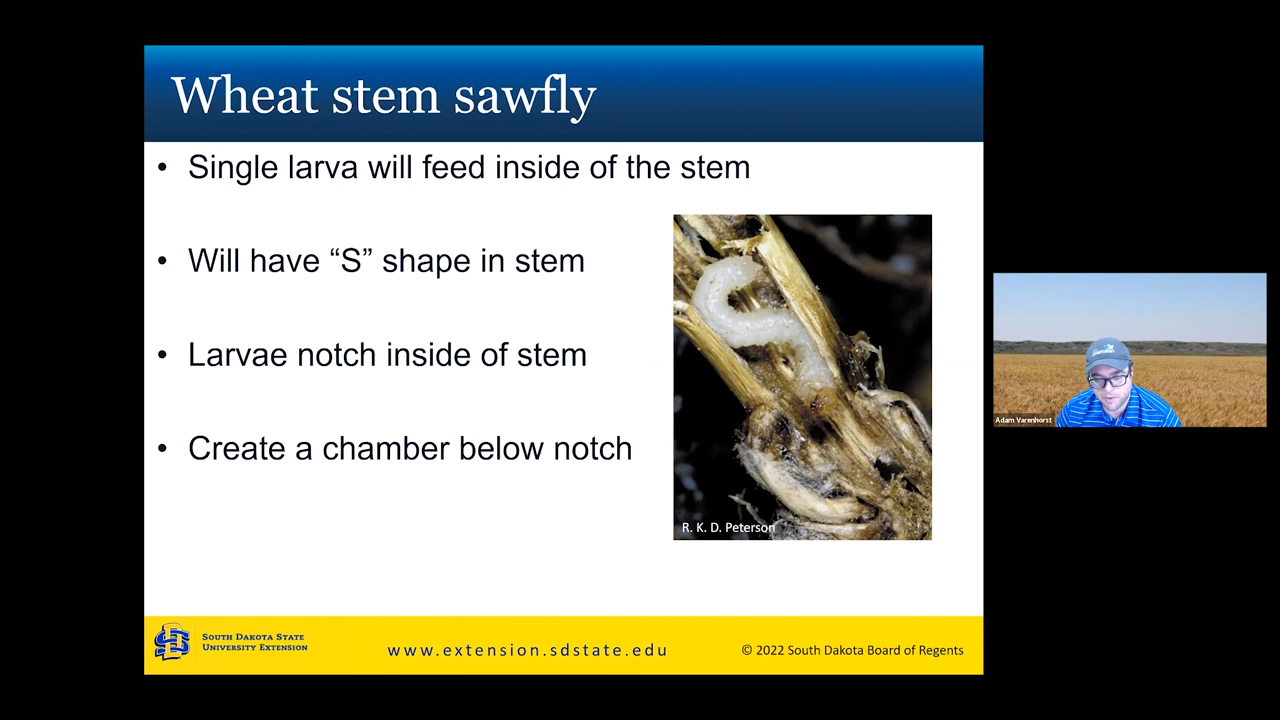 Wheat stem sawfly
• Single larva will feed inside of the stem
• Will have “S” shape in stem
• Larvae notch inside of stem
• Create a chamber below notch
R. K. D. Peterson
Adam Varenhorst
SOUTH DAKOTA STATE
UNIVERSITY EXTENSION
www.extension.sdstate.edu
© 2022 South Dakota Board of Regents